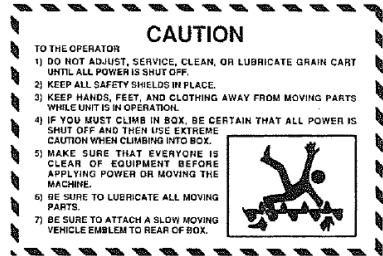 CAUTION
TO THE OPERATOR
1) DO NOT ADJUST, SERVICE, CLEAN, OR LUBRICATE GRAIN CART
UNTIL ALL POWER IS SHUT OFF.
2) KEEP ALL SAFETY SHIELDS IN PLACE.
3) KEEP HANDS, FEET, AND CLOTHING AWAY FROM MOVING PARTS
WHILE UNIT IS IN OPERATION.
4) IF YOU MUST CLIMB IN BOX, BE CERTAIN THAT ALL POWER IS
SHUT OFF AND THEN USE EXTREME
CAUTION WHEN CLIMBING INTO BOX.
5) MAKE SURE THAT EVERYONE IS
CLEAR OF EQUIPMENT BEFORE
APPLYING POWER OR MOVING THE
MACHINE.
6) BE SURE TO LUBRICATE ALL MOVING
PARTS.
7) BE SURE TO ATTACH A SLOW MOVING
VEHICLE EMBLEM TO REAR OF BOX.